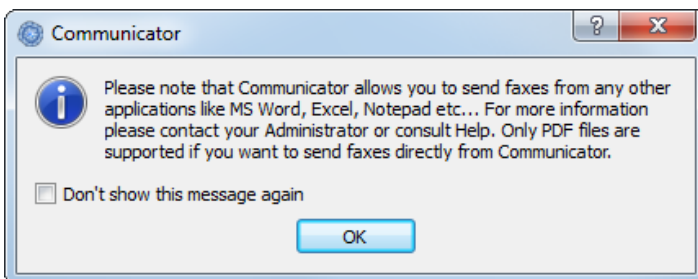 Communicator
Please note that Communicator allows you to send faxes from any other
applications like MS Word, Excel, Notepad etc... For more information
please contact your Administrator or consult Help. Only PDF files are
supported if you want to send faxes directly from Communicator.
Don't show this message again
OK